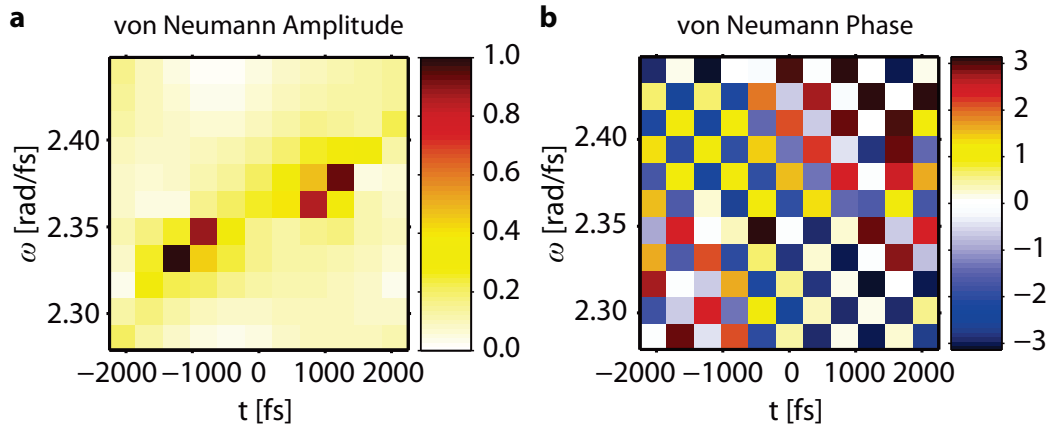 a
von Neumann Amplitude
ω [rad/fs]
2.40
2.35
2.30
−2000 −1000 0 1000 2000
t [fs]
1.0
0.8
0.6
0.4
0.2
0.0
b
von Neumann Phase
ω [rad/fs]
2.40
2.35
2.30
−2000 −1000 0 1000 2000
t [fs]
3
2
1
0
−1
−2
−3